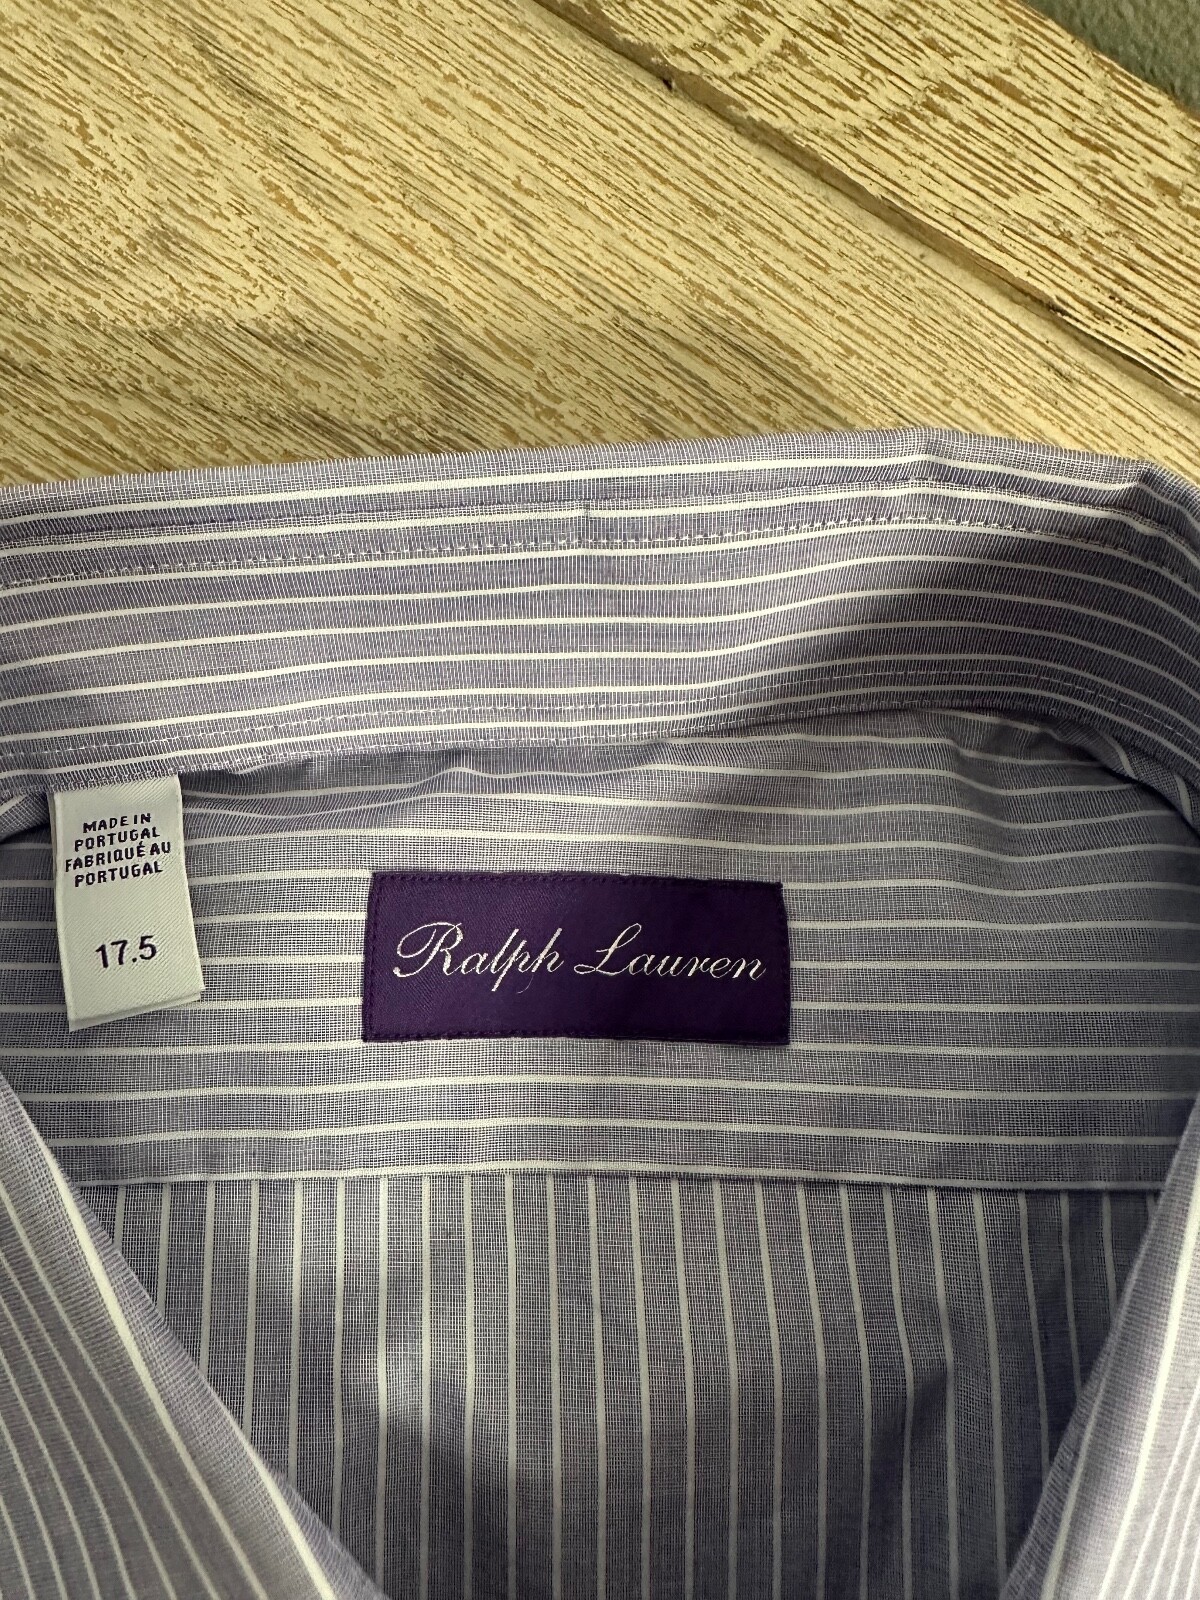 MADE IN
PORTUGAL
FABRIQUÉ AU
PORTUGAL
17.5
Ralph Lauren